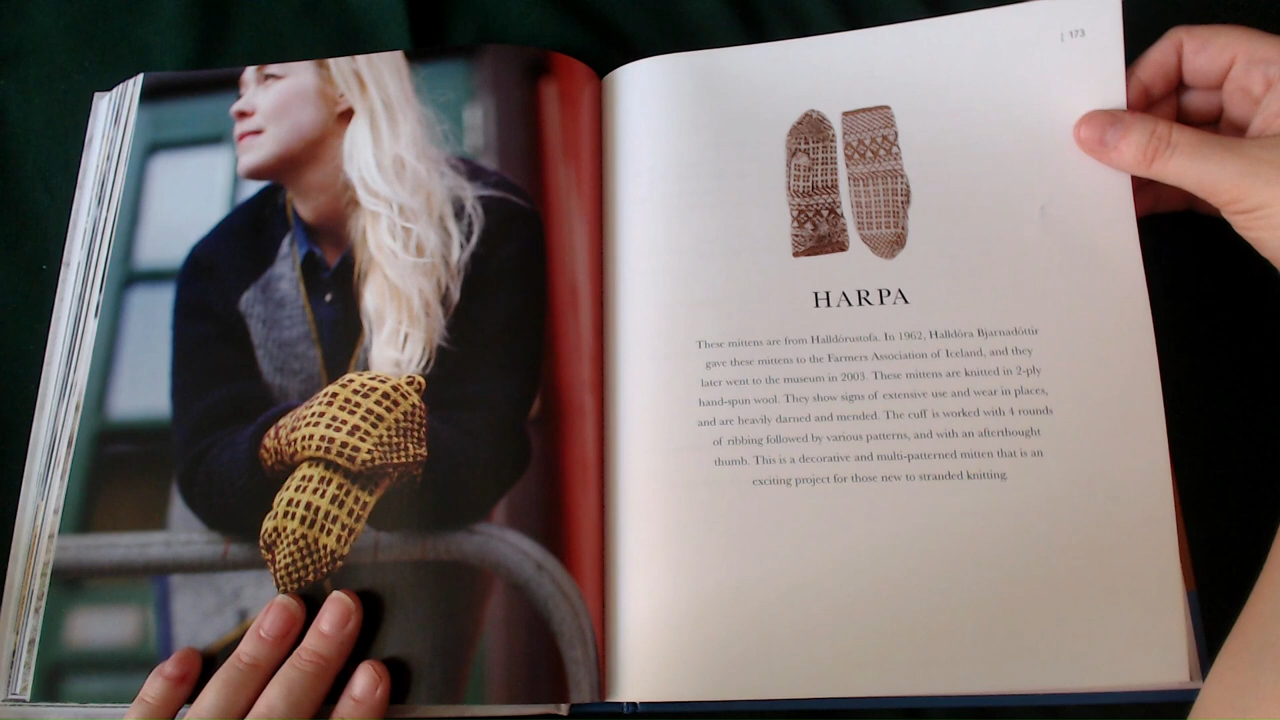 | 173
HARPA
These mittens are from Halldórustofa. In 1962, Halldóra Bjarnadóttir
gave these mittens to the Farmers Association of Iceland, and they
later went to the museum in 2003. These mittens are knitted in 2-ply
hand-spun wool. They show signs of extensive use and wear in places,
and are heavily darned and mended. The cuff is worked with 4 rounds
of ribbing followed by various patterns, and with an afterthought
thumb. This is a decorative and multi-patterned mitten that is an
exciting project for those new to stranded knitting.